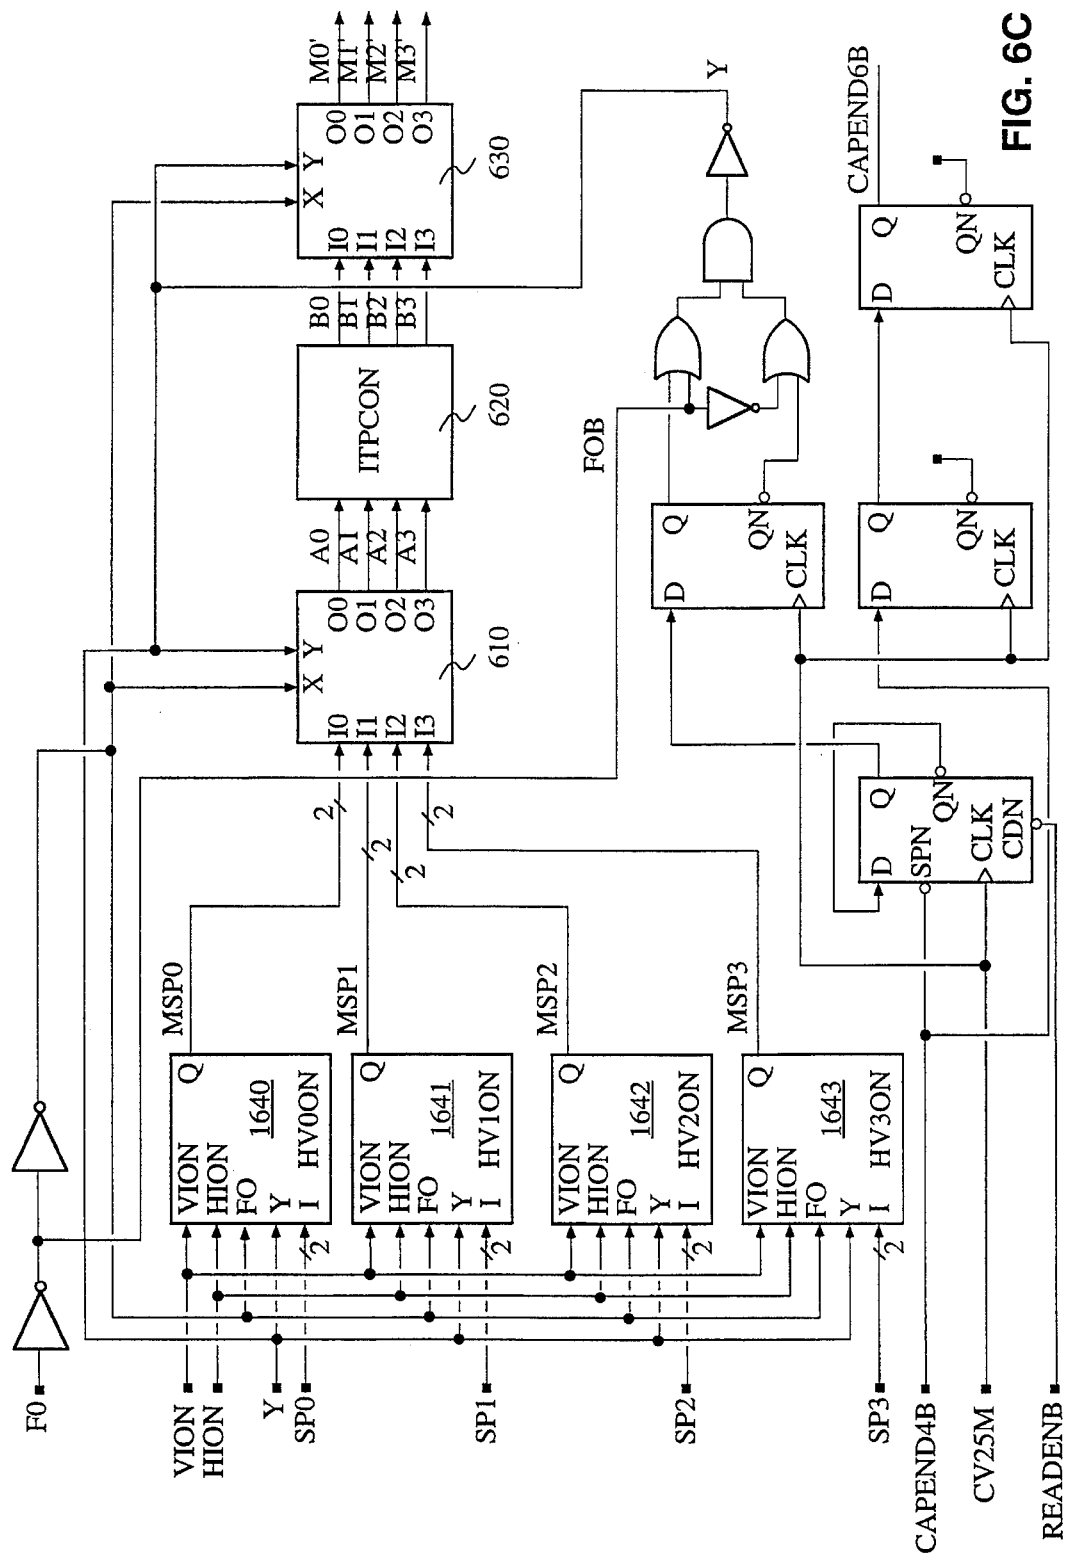 FIG. 6C
F0
VION
HION
Y
SP0
SP1
SP2
SP3
CAPEND4B
CV25M
READENB
VION
HION
FO
Y
I
Q
1640
HV0ON
2
MSP0
VION
HION
FO
Y
I
Q
1641
HV1ON
2
MSP1
VION
HION
FO
Y
I
Q
1642
HV2ON
2
MSP2
VION
HION
FO
Y
I
Q
1643
HV3ON
2
MSP3
2
2
2
2
I0
I1
I2
I3
X
Y
O0
O1
O2
O3
610
A0
A1
A2
A3
ITPCON
620
B0
B1
B2
B3
I0
I1
I2
I3
X
Y
O0
O1
O2
O3
630
M0'
M1'
M2'
M3'
FOB
Y
D
SPN
CLK
CDN
Q
QN
D
Q
QN
CLK
D
Q
QN
CLK
D
Q
QN
CLK
CAPEND6B